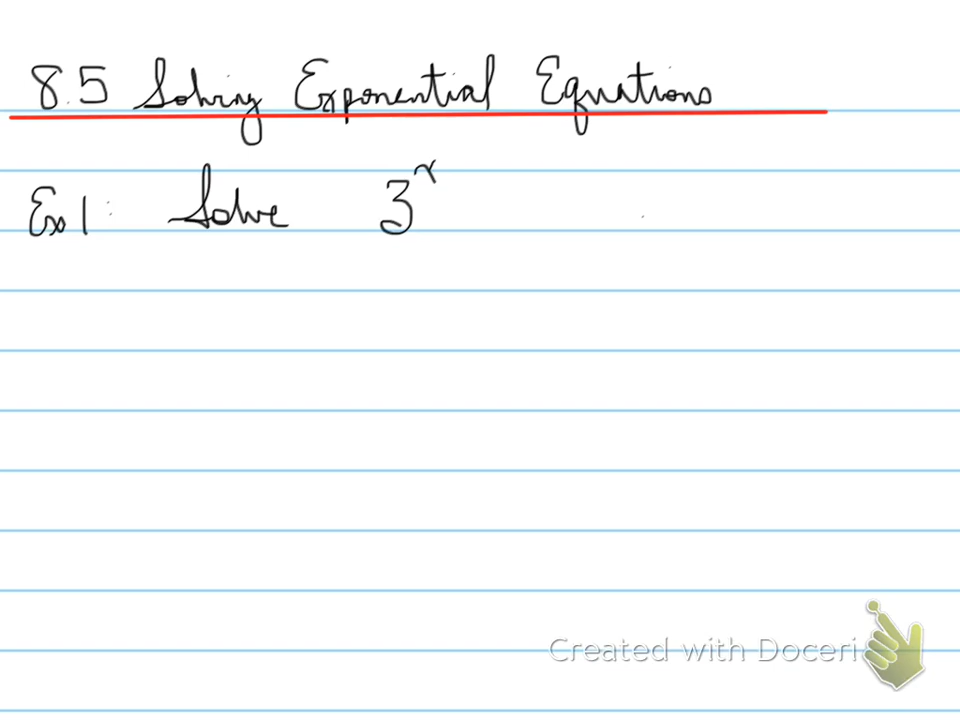 8.5 Solving Exponential Equations
Ex 1: Solve 3^x
Created with Doceri